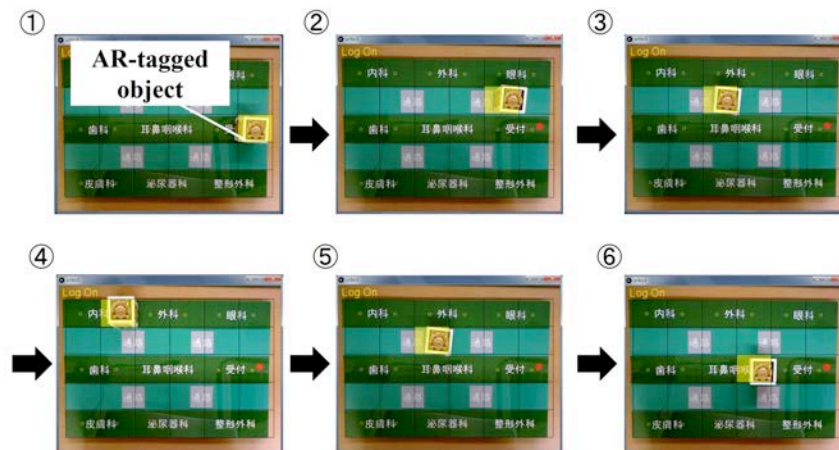 ①
Log On
AR-tagged
object
眼科
歯科 耳鼻咽喉科
通路 通路
皮膚科 泌尿器科 整形外科
②
Log On
内科 外科 眼科
通路
歯科 耳鼻咽喉科 受付
通路 通路
皮膚科 泌尿器科 整形外科
③
Log On
内科 外科 眼科
通路
歯科 耳鼻咽喉科 受付
通路 通路
皮膚科 泌尿器科 整形外科
④
Log On
内 外科 眼科
通路 通路
歯科 耳鼻咽喉科 受付
通路 通路
皮膚科 泌尿器科 整形外科
⑤
Log On
内科 外科 眼科
通路
歯科 耳鼻咽喉科 受付
通路 通路
皮膚科 泌尿器科 整形外科
⑥
Log On
内科 外科 眼科
通路 通路
歯科 耳鼻咽喉 受付
通路 通路
皮膚科 泌尿器科 整形外科